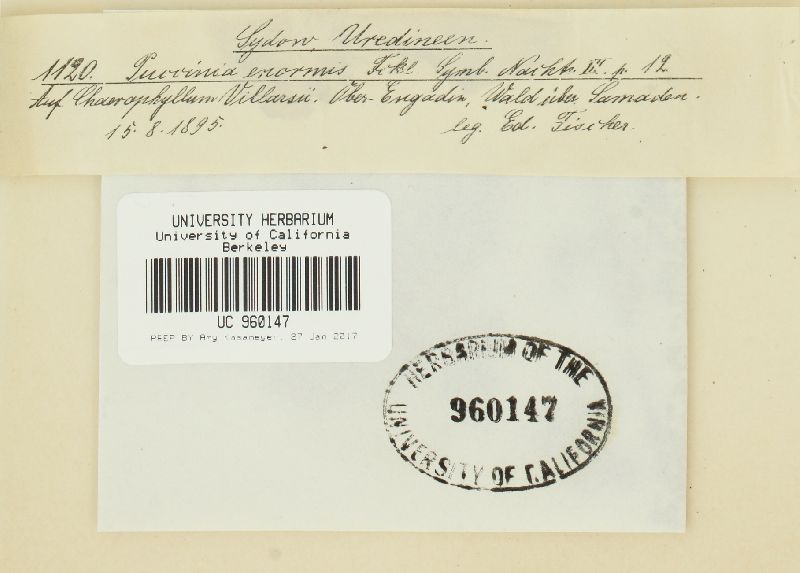 Sydow, Uredineen.
1120. Puccinia enormis Fckl. Symb. Nachtr. III. p. 12
Auf Chaerophyllum Villarsii. Ober-Engadin, Wald über Samaden.
15. 8. 1895. leg. Ed. Fischer.
UNIVERSITY HERBARIUM
University of California
Berkeley
UC 960147
PREP BY Ary Kasameyer, 27 Jan 2017
HERBARIUM OF THE
960147
UNIVERSITY OF CALIFORNIA